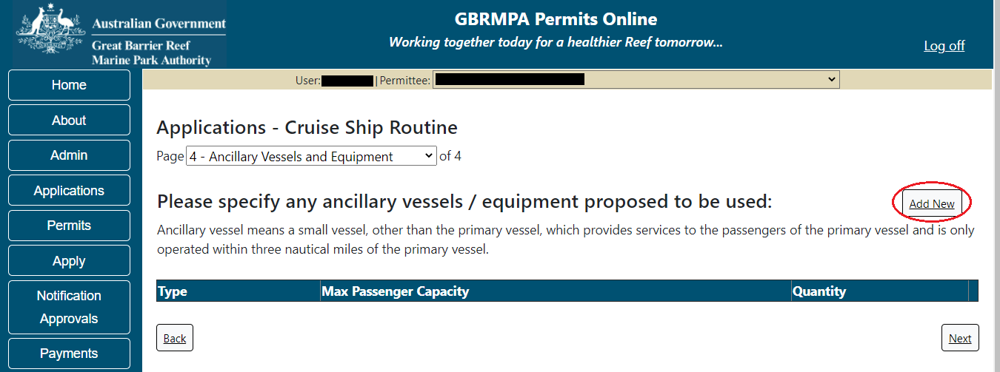 Australian Government
Great Barrier Reef
Marine Park Authority
GBRMPA Permits Online
Working together today for a healthier Reef tomorrow...
Log off
User: | Permittee:
Home
About
Admin
Applications
Permits
Apply
Notification
Approvals
Payments
Applications - Cruise Ship Routine
Page 4 - Ancillary Vessels and Equipment of 4
Please specify any ancillary vessels / equipment proposed to be used:
Add New
Ancillary vessel means a small vessel, other than the primary vessel, which provides services to the passengers of the primary vessel and is only
operated within three nautical miles of the primary vessel.
Type Max Passenger Capacity Quantity
Back Next